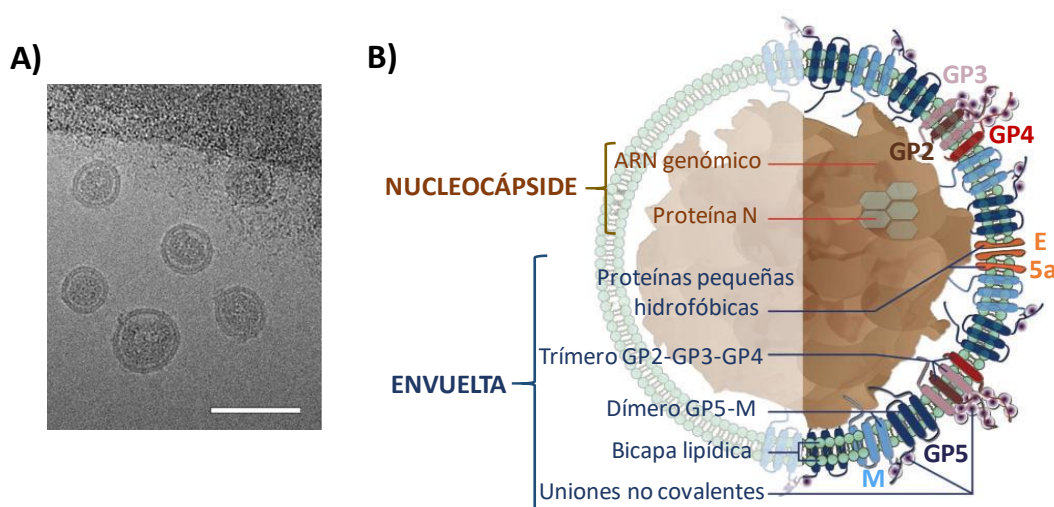 A)
B)
GP3
GP4
GP2
ARN genómico
NUCLEOCÁPSIDE
Proteína N
E
5a
Proteínas pequeñas
hidrofóbicas
Trímero GP2-GP3-GP4
ENVUELTA
Dímero GP5-M
Bicapa lipídica
GP5
M
Uniones no covalentes